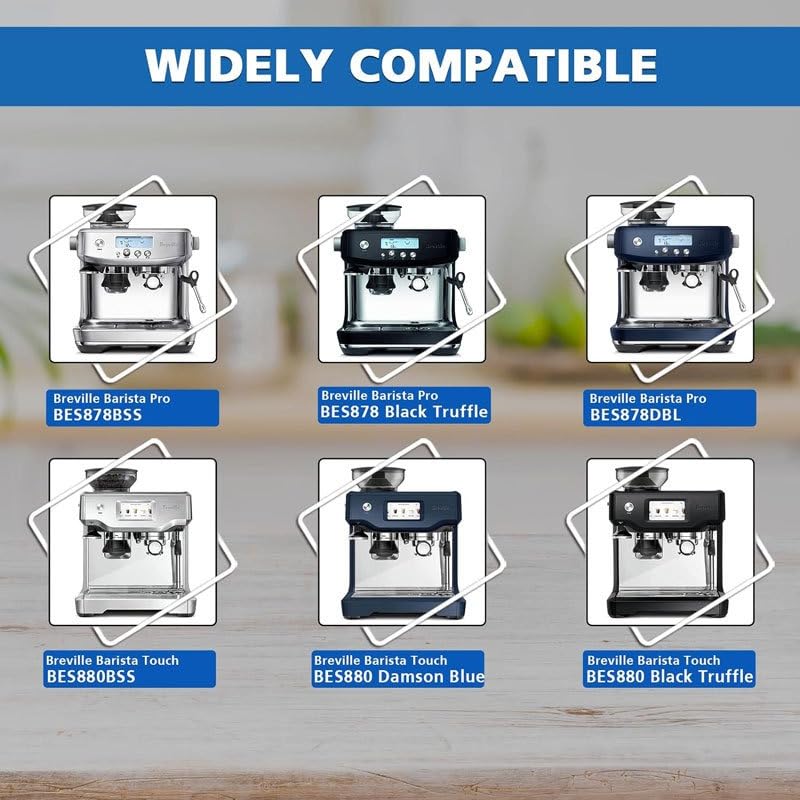 WIDELY COMPATIBLE
Breville Barista Pro
BES878BSS
Breville Barista Pro
BES878 Black Truffle
Breville Barista Pro
BES878DBL
Breville Barista Touch
BES880BSS
Breville Barista Touch
BES880 Damson Blue
Breville Barista Touch
BES880 Black Truffle